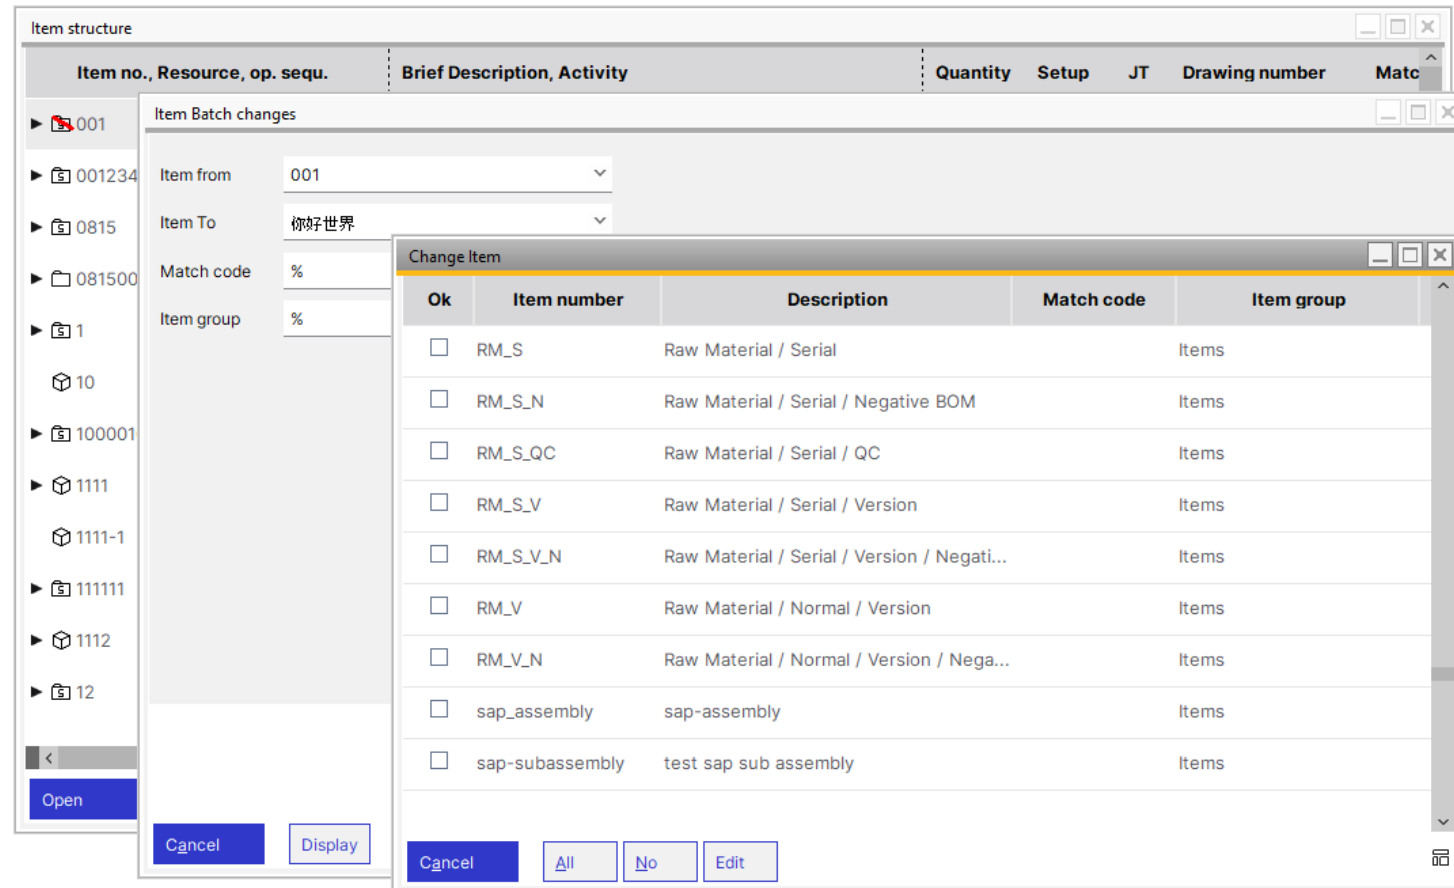 Item structure
Item no., Resource, op. sequ. Brief Description, Activity Quantity Setup JT Drawing number Matc
001
Item Batch changes
001234
Item from 001
0815
Item To 你好世界
081500
Match code %
1
Item group %
10
100001
1111
1111-1
111111
1112
12
Open
Cancel Display
Change Item
Ok Item number Description Match code Item group
RM_S Raw Material / Serial Items
RM_S_N Raw Material / Serial / Negative BOM Items
RM_S_QC Raw Material / Serial / QC Items
RM_S_V Raw Material / Serial / Version Items
RM_S_V_N Raw Material / Serial / Version / Negati... Items
RM_V Raw Material / Normal / Version Items
RM_V_N Raw Material / Normal / Version / Nega... Items
sap_assembly sap-assembly Items
sap-subassembly test sap sub assembly Items
Cancel All No Edit